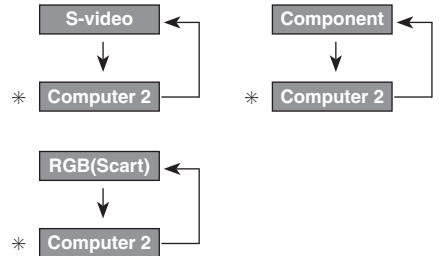 S-video
✳ Computer 2
Component
✳ Computer 2
RGB(Scart)
✳ Computer 2